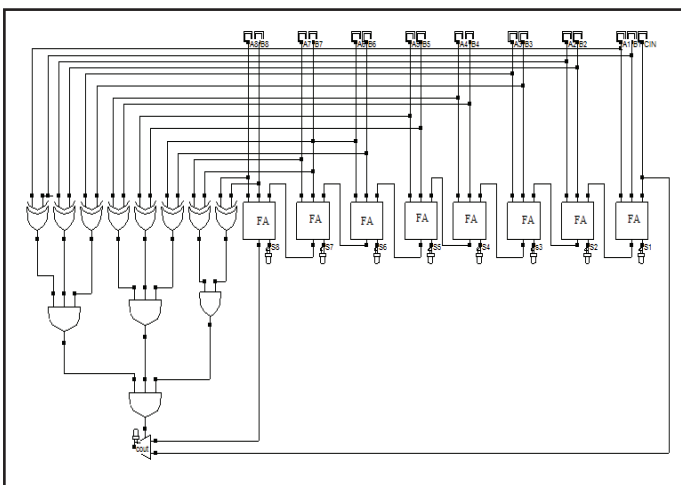 A8 B8 A7 B7 A6 B6 A5 B5 A4 B4 A3 B3 A2 B2 A1 B1 CIN
FA FA FA FA FA FA FA FA
S8 S7 S6 S5 S4 s3 S2 S1
cout